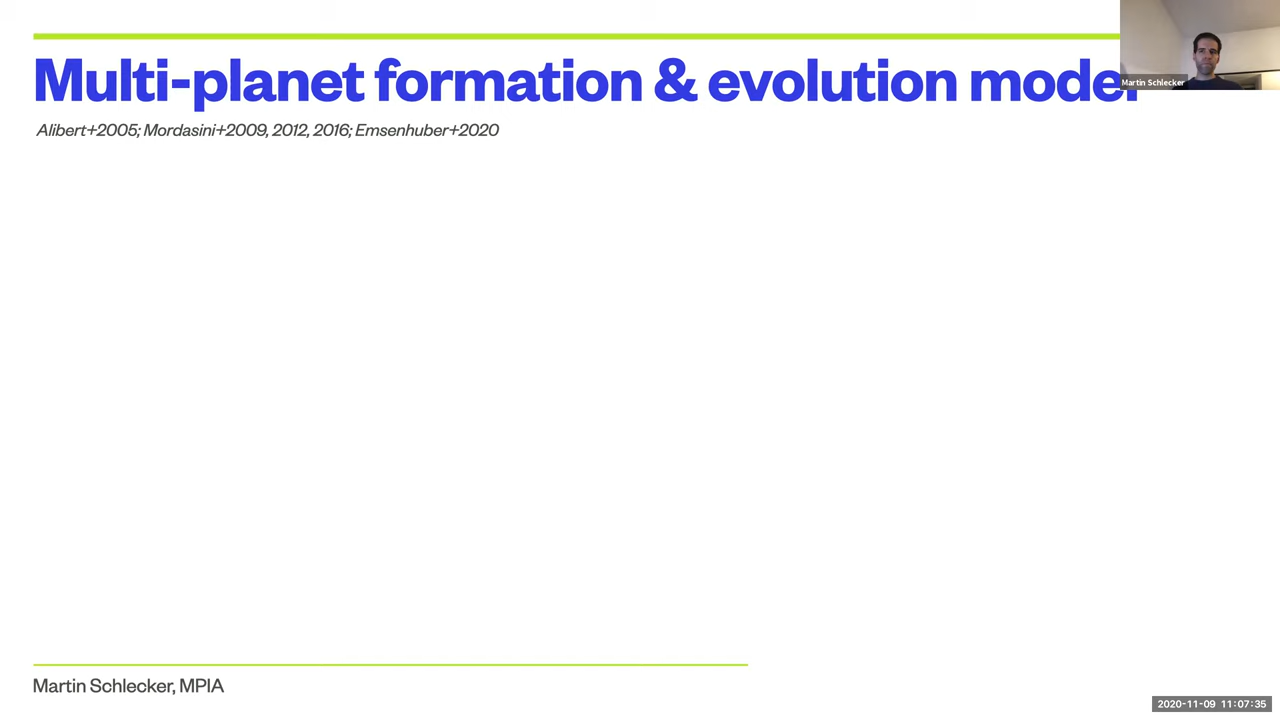 Multi-planet formation & evolution model
Martin Schlecker
Alibert+2005; Mordasini+2009, 2012, 2016; Emsenhuber+2020
Martin Schlecker, MPIA
2020-11-09 11:07:35